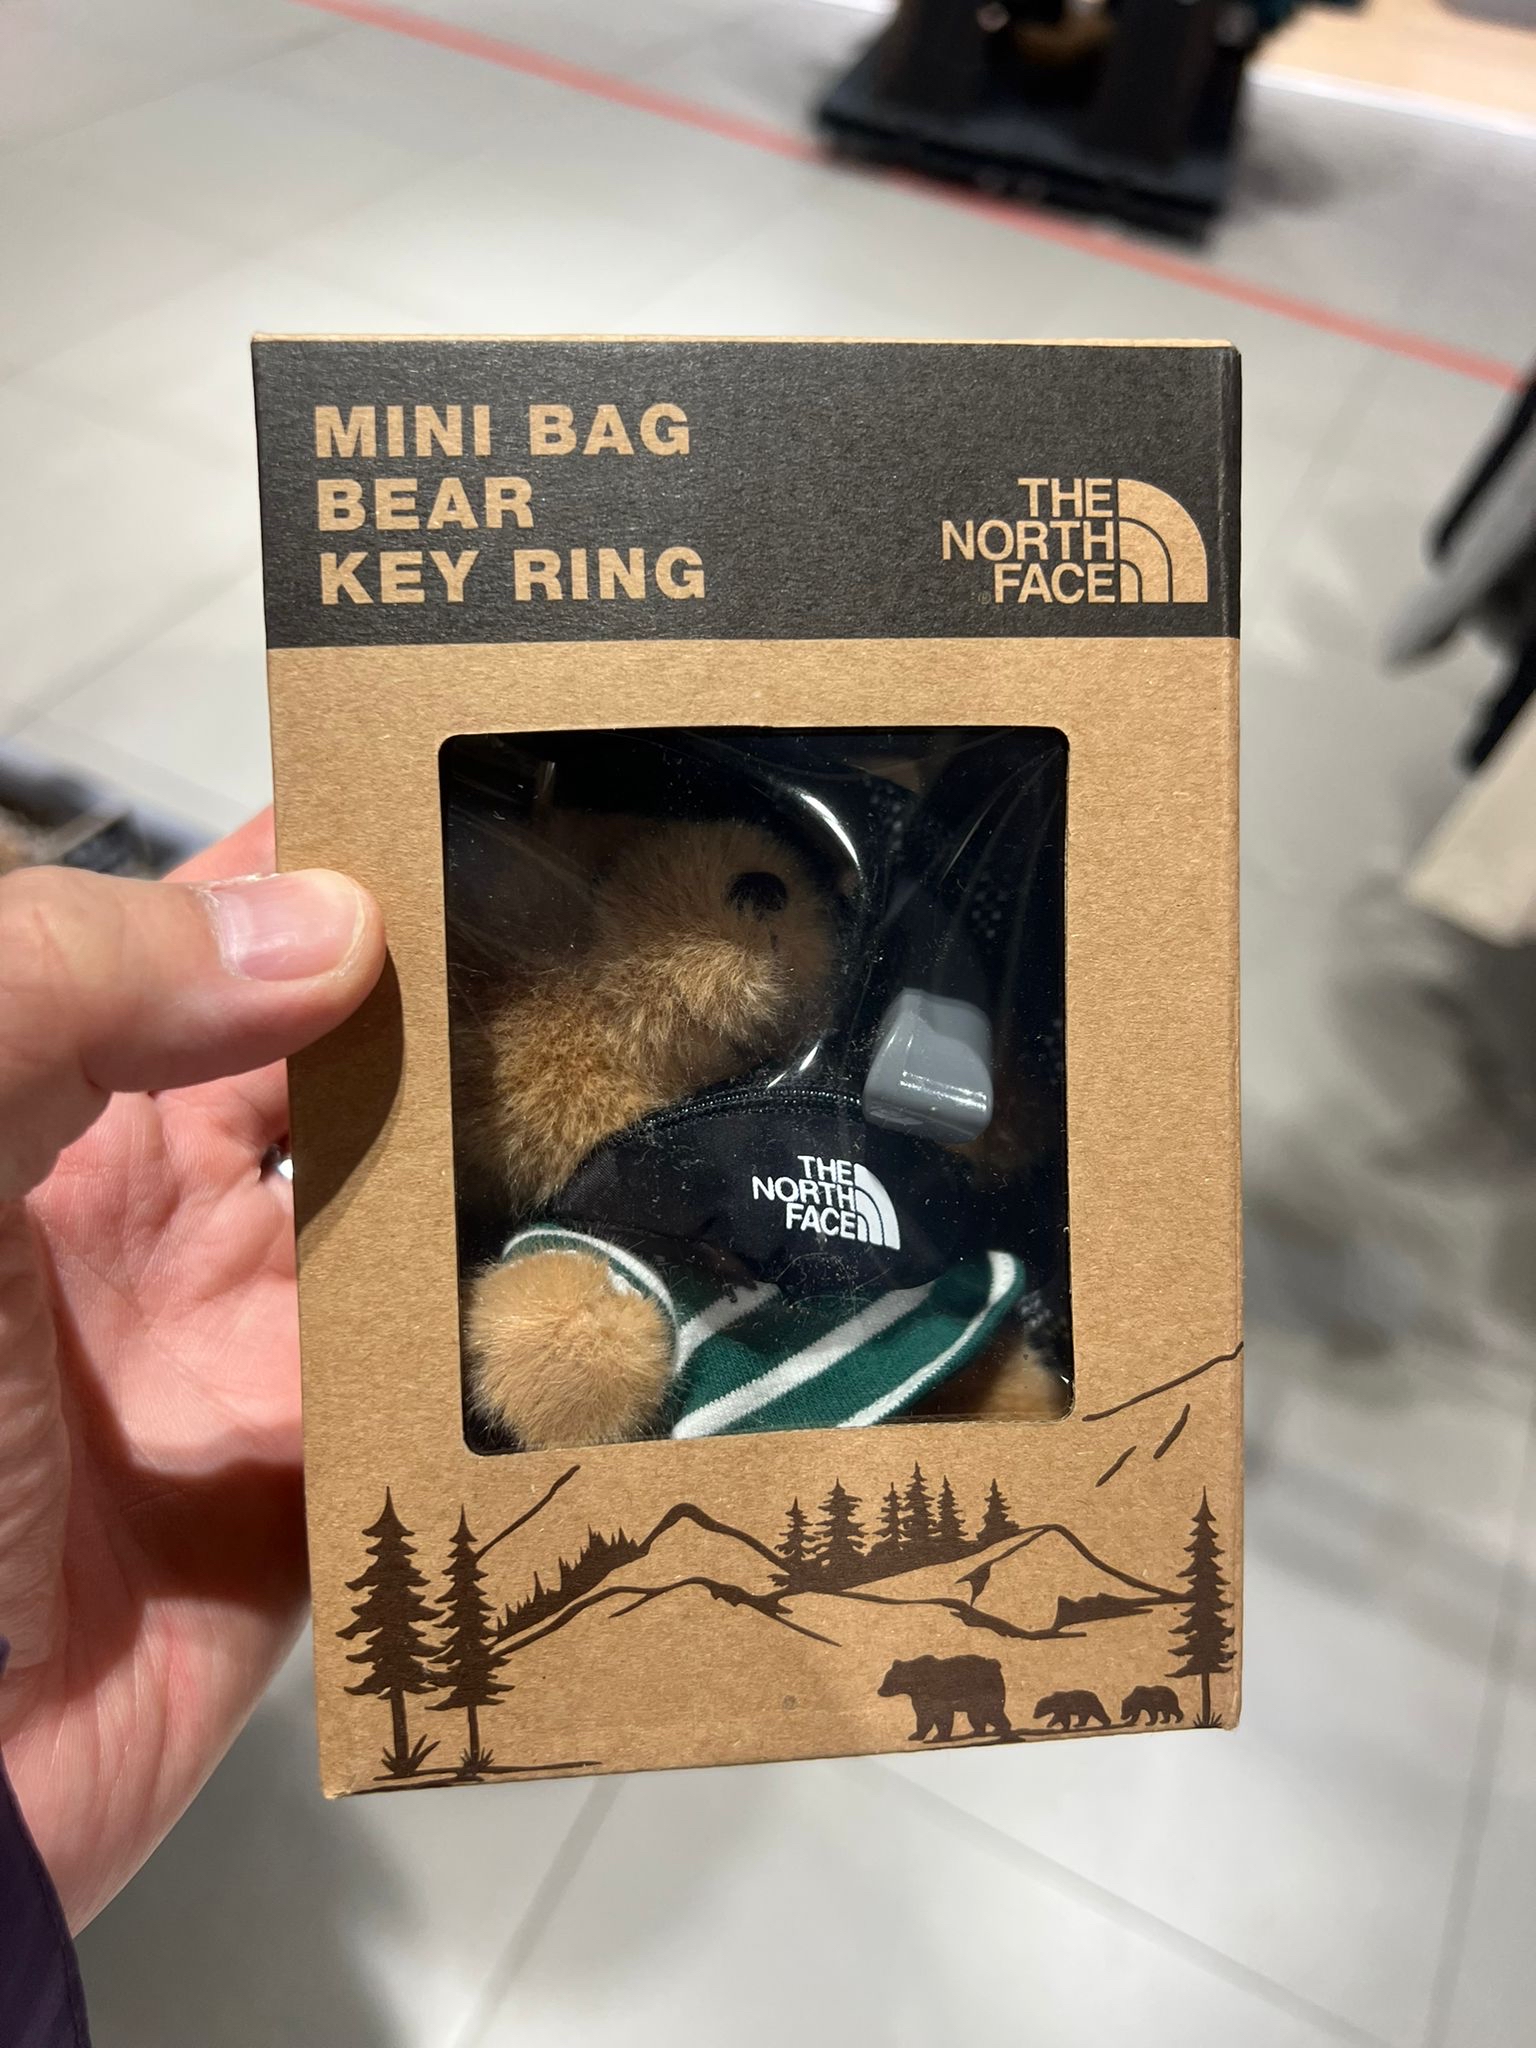 MINI BAG
BEAR
KEY RING
THE
NORTH
FACE
THE
NORTH
FACE